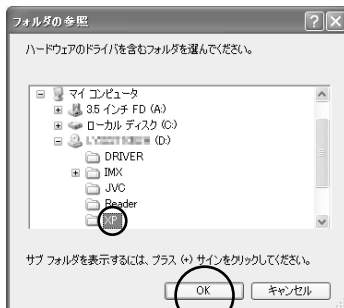 フォルダの参照
ハードウェアのドライバを含むフォルダを選んでください。
マイ コンピュータ
3.5 インチ FD (A:)
ローカル ディスク (C:)
(D:)
DRIVER
IMX
JVC
Reader
XP
サブ フォルダを表示するには、プラス (+) サインをクリックしてください。
OK
キャンセル